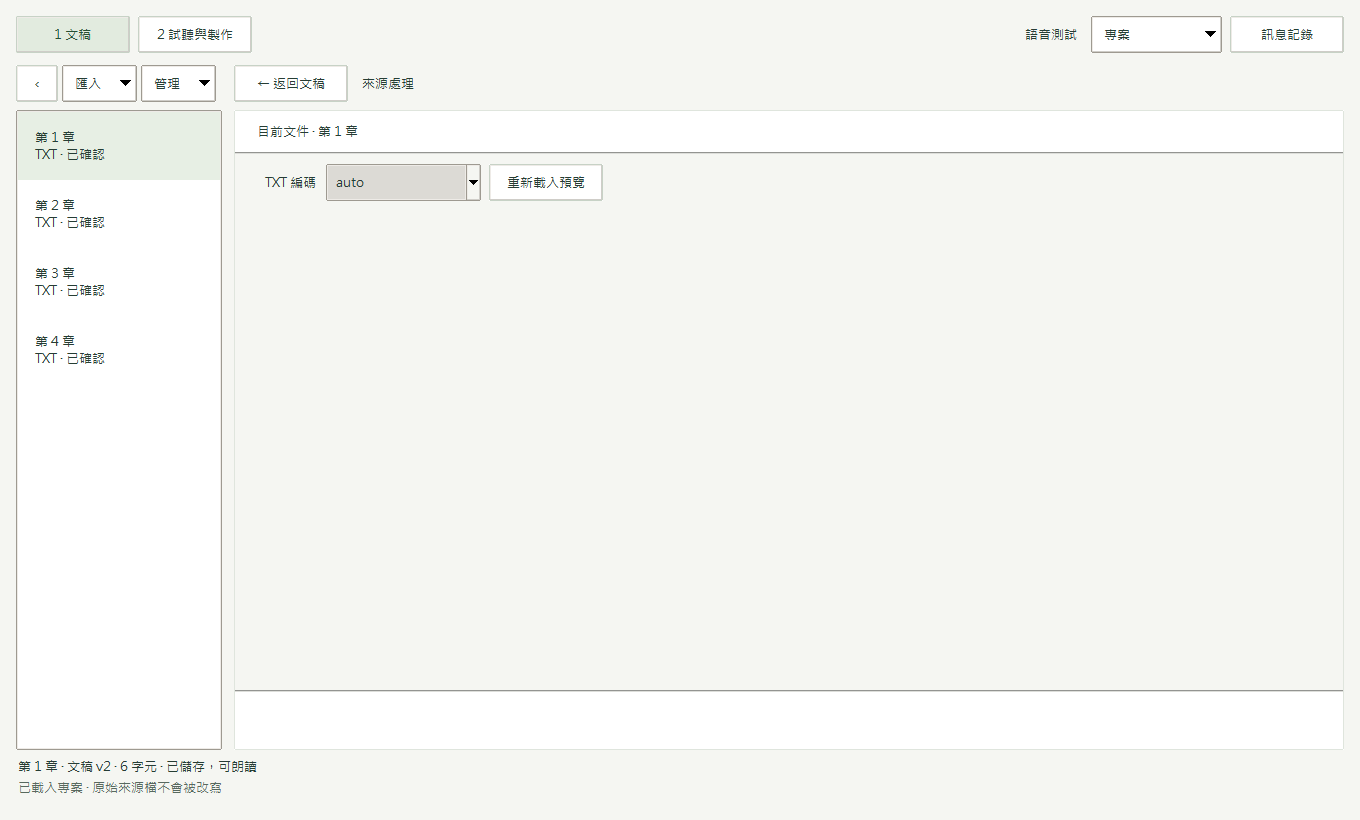 1 文稿
2 試聽與製作
語音測試
專案
訊息記錄
‹
匯入
管理
← 返回文稿
來源處理
第 1 章
TXT · 已確認
第 2 章
TXT · 已確認
第 3 章
TXT · 已確認
第 4 章
TXT · 已確認
目前文件 · 第 1 章
TXT 編碼
auto
重新載入預覽
第 1 章 · 文稿 v2 · 6 字元 · 已儲存，可朗讀
已載入專案 · 原始來源檔不會被改寫